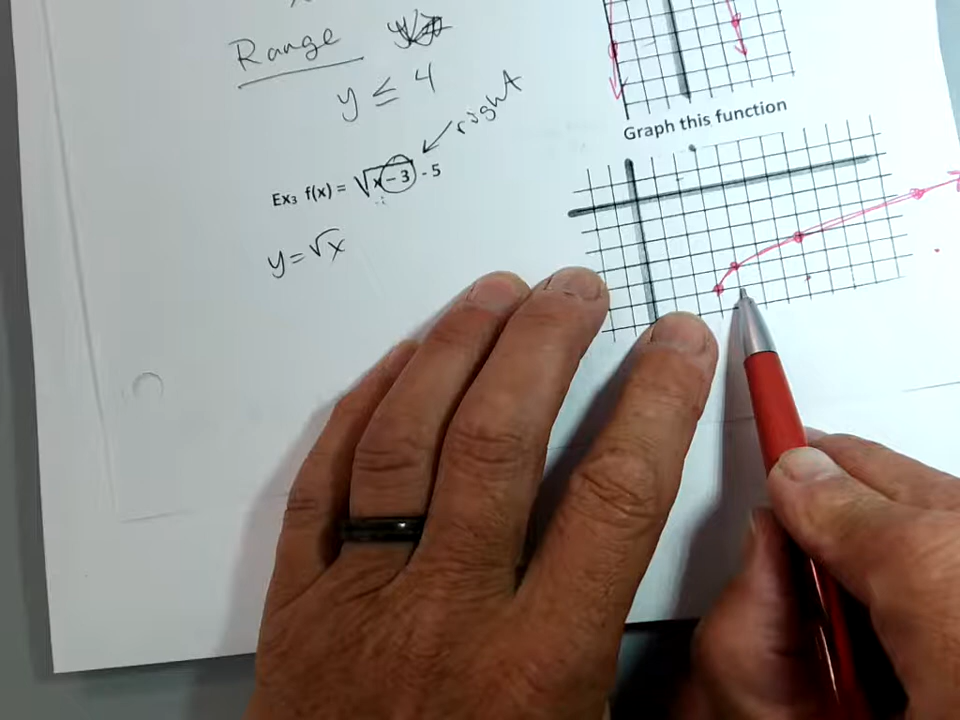 Range
y ≤ 4
right
Graph this function
Ex3 f(x) = √x - 3 - 5
y = √x